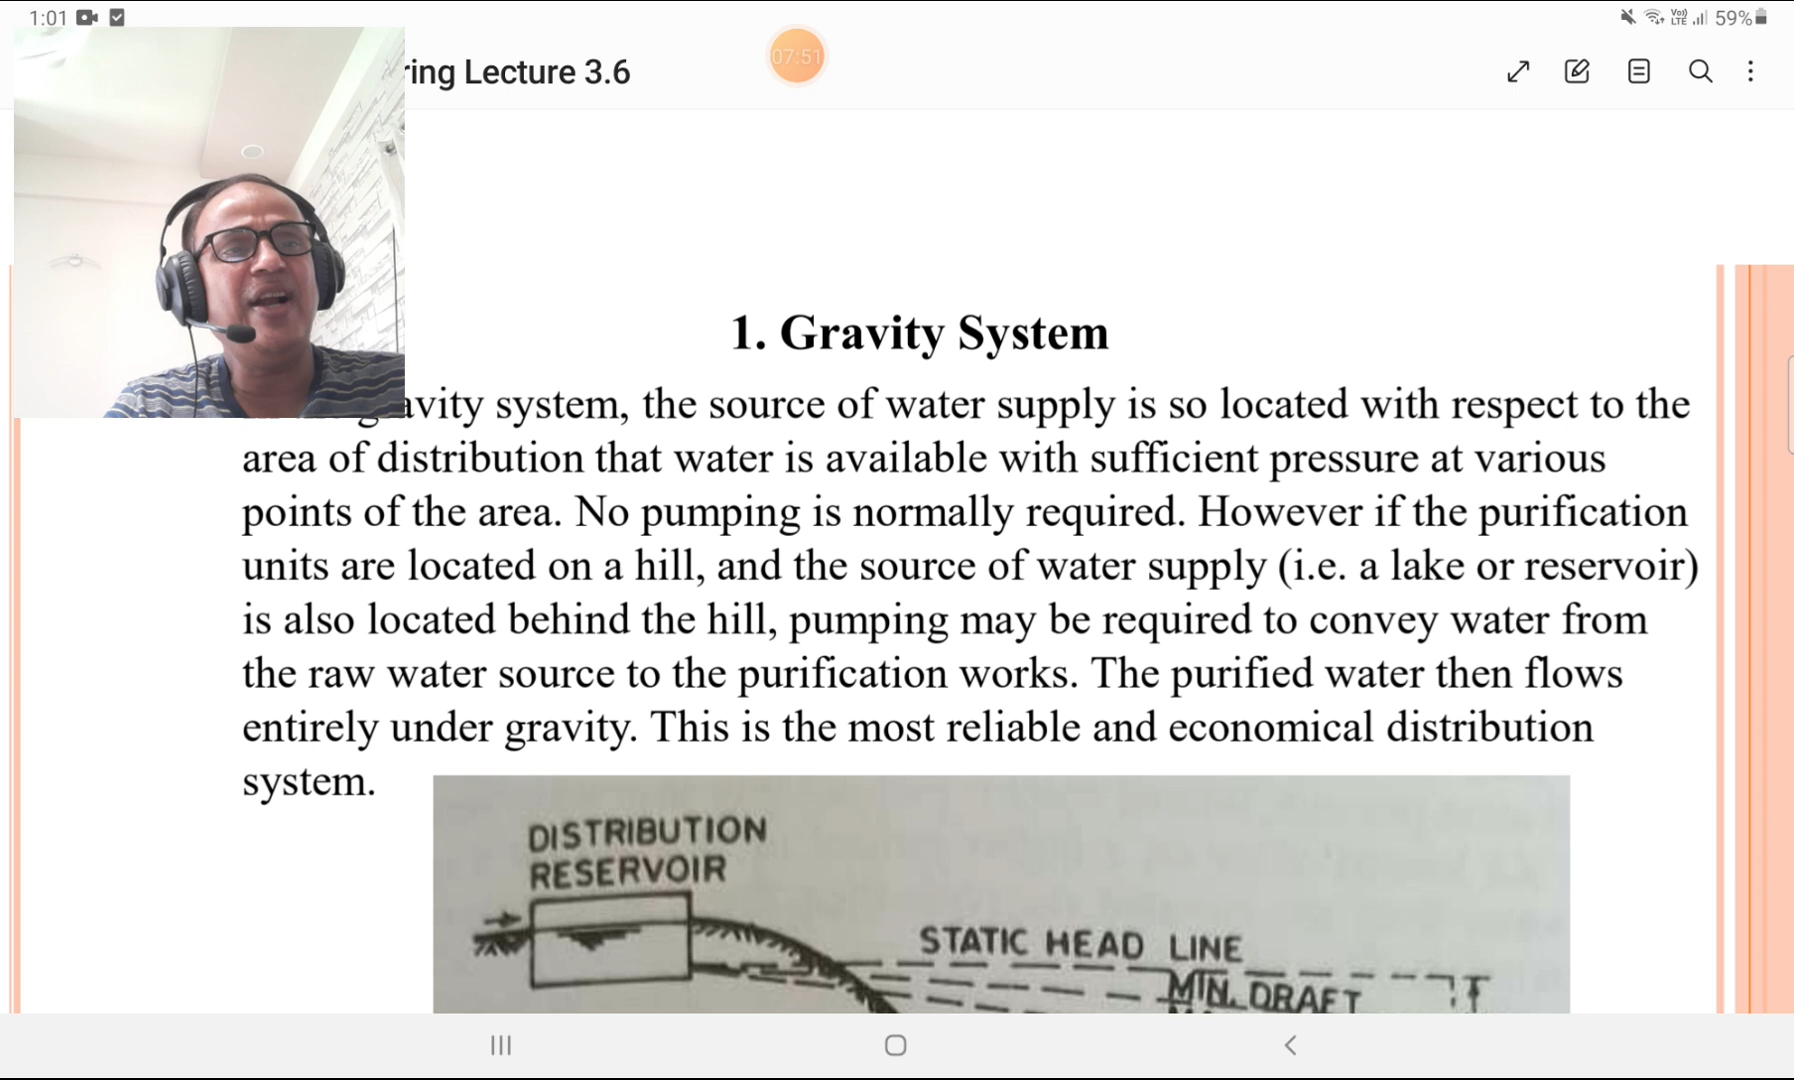 1:01
59%
ring Lecture 3.6
07:51
1. Gravity System
avity system, the source of water supply is so located with respect to the
area of distribution that water is available with sufficient pressure at various
points of the area. No pumping is normally required. However if the purification
units are located on a hill, and the source of water supply (i.e. a lake or reservoir)
is also located behind the hill, pumping may be required to convey water from
the raw water source to the purification works. The purified water then flows
entirely under gravity. This is the most reliable and economical distribution
system.
DISTRIBUTION
RESERVOIR
STATIC HEAD LINE
MIN. DRAFT